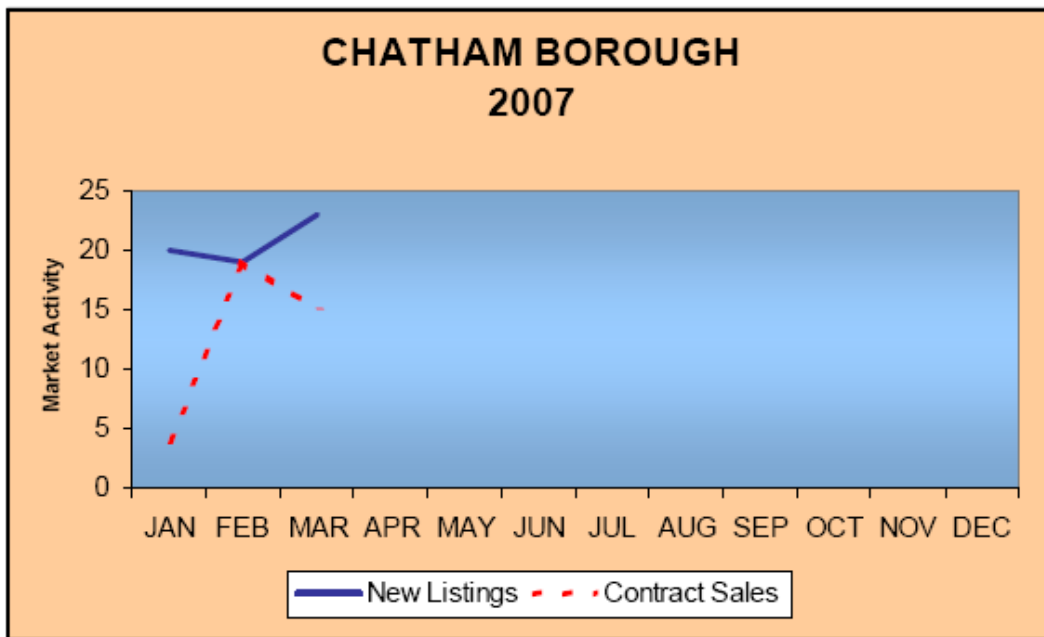 CHATHAM BOROUGH
2007
Market Activity
25
20
15
10
5
0
JAN FEB MAR APR MAY JUN JUL AUG SEP OCT NOV DEC
New Listings Contract Sales